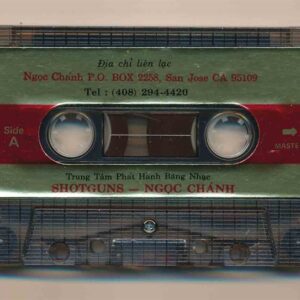 Địa chỉ liên lạc
Ngọc Chánh P.O. BOX 2258, San Jose CA 95109
Tel : (408) 294-4420
Side
A
MASTE
Trung Tâm Phát Hành Băng Nhạc
SHOTGUNS — NGỌC CHÁNH